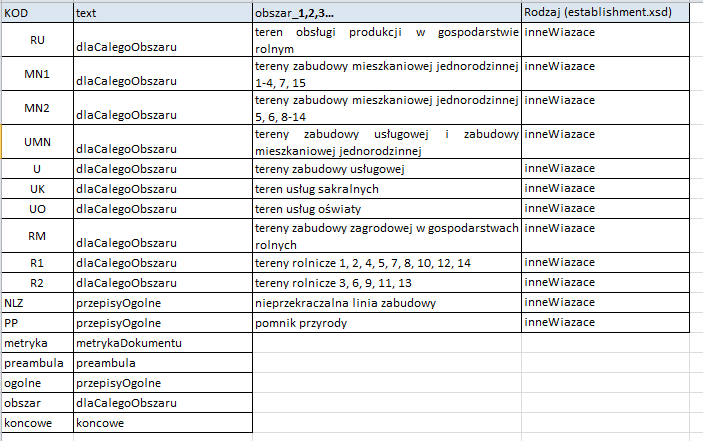 KOD text obszar_1,2,3... Rodzaj (establishment.xsd)
RU dlaCalegoObszaru teren obsługi produkcji w gospodarstwie rolnym inneWiazace
MN1 dlaCalegoObszaru tereny zabudowy mieszkaniowej jednorodzinnej 1-4, 7, 15 inneWiazace
MN2 dlaCalegoObszaru tereny zabudowy mieszkaniowej jednorodzinnej 5, 6, 8-14 inneWiazace
UMN dlaCalegoObszaru tereny zabudowy usługowej i zabudowy mieszkaniowej jednorodzinnej inneWiazace
U dlaCalegoObszaru tereny zabudowy usługowej inneWiazace
UK dlaCalegoObszaru teren usług sakralnych inneWiazace
UO dlaCalegoObszaru teren usług oświaty inneWiazace
RM dlaCalegoObszaru tereny zabudowy zagrodowej w gospodarstwach rolnych inneWiazace
R1 dlaCalegoObszaru tereny rolnicze 1, 2, 4, 5, 7, 8, 10, 12, 14 inneWiazace
R2 dlaCalegoObszaru tereny rolnicze 3, 6, 9, 11, 13 inneWiazace
NLZ przepisyOgolne nieprzekraczalna linia zabudowy inneWiazace
PP przepisyOgolne pomnik przyrody inneWiazace
metryka metrykaDokumentu
preambula preambula
ogolne przepisyOgolne
obszar dlaCalegoObszaru
koncowe koncowe